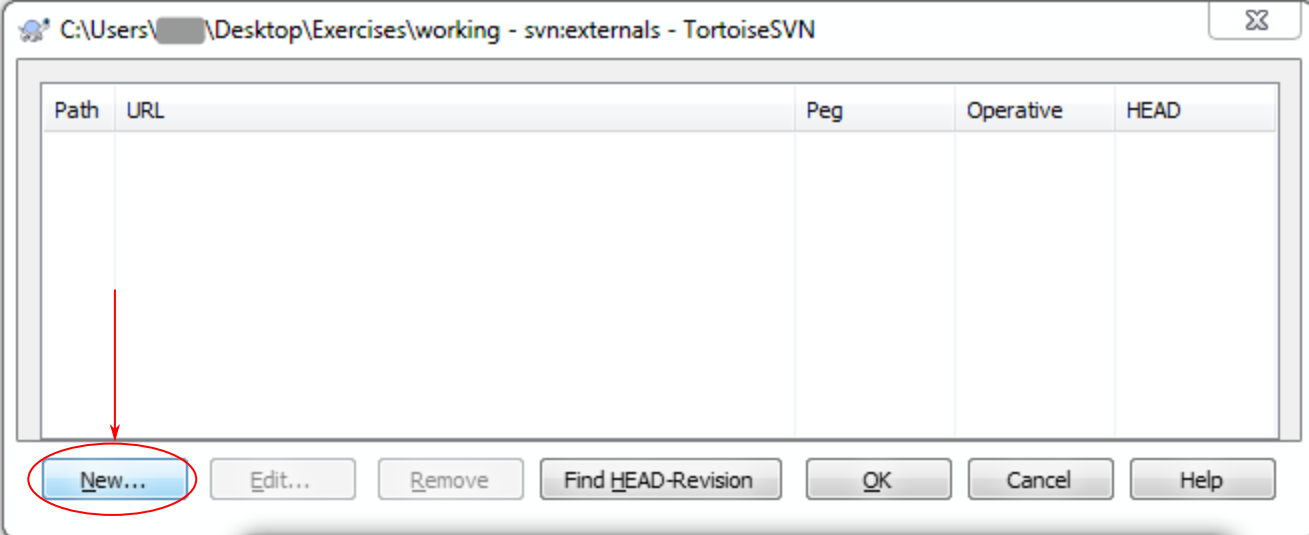 C:\Users\ \Desktop\Exercises\working - svn:externals - TortoiseSVN
Path URL Peg Operative HEAD
New... Edit... Remove Find HEAD-Revision OK Cancel Help